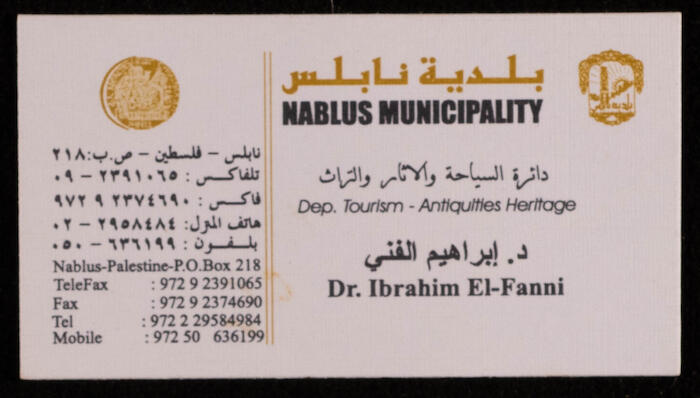 بلدية نابلس
NABLUS MUNICIPALITY
دائرة السياحة والآثار والتراث
Dep. Tourism - Antiquities Heritage
د. إبراهيم الفني
Dr. Ibrahim El-Fanni
نابلس - فلسطين - ص.ب: ٢١٨
تلفاكس : ٢٣٩١٠٦٥ - ٠٩
فاكس : ٢٣٧٤٦٩٠ ٩ ٩٧٢
هاتف المنزل: ٢٩٥٨٤٨٤ - ٠٢
بلفون : ٦٣٦١٩٩ - ٠٥٠
Nablus-Palestine-P.O.Box 218
TeleFax : 972 9 2391065
Fax : 972 9 2374690
Tel : 972 2 29584984
Mobile : 972 50 636199